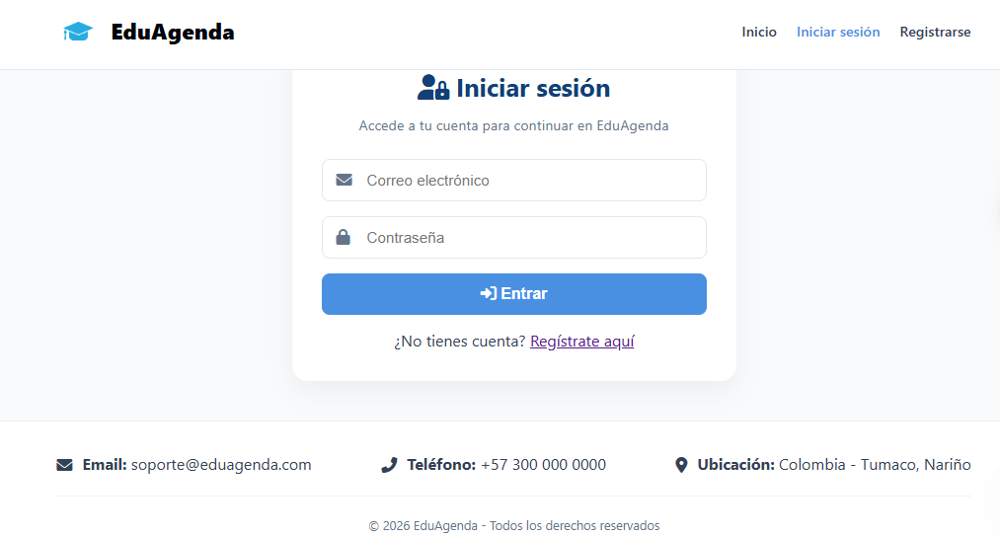 EduAgenda
Inicio Iniciar sesión Registrarse
Iniciar sesión
Accede a tu cuenta para continuar en EduAgenda
Correo electrónico
Contraseña
Entrar
¿No tienes cuenta? Regístrate aquí
Email: soporte@eduagenda.com
Teléfono: +57 300 000 0000
Ubicación: Colombia - Tumaco, Nariño
© 2026 EduAgenda - Todos los derechos reservados